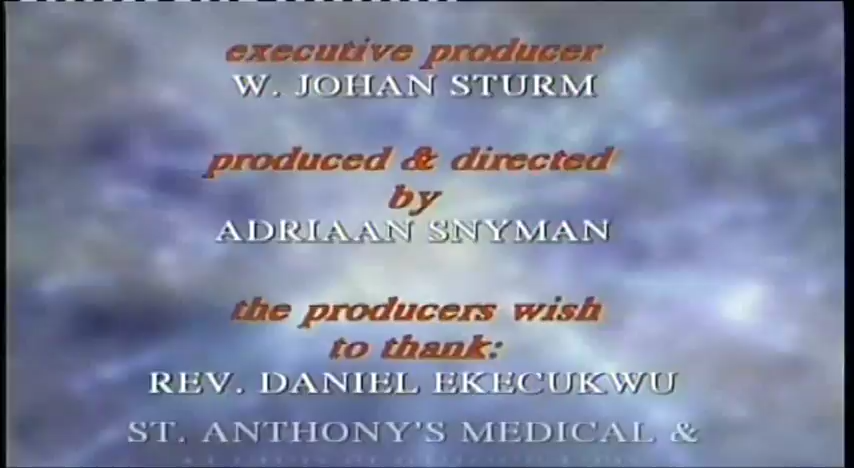 executive producer
W. JOHAN STURM
produced & directed
by
ADRIAAN SNYMAN
the producers wish
to thank:
REV. DANIEL EKECUKWU
ST. ANTHONY'S MEDICAL &